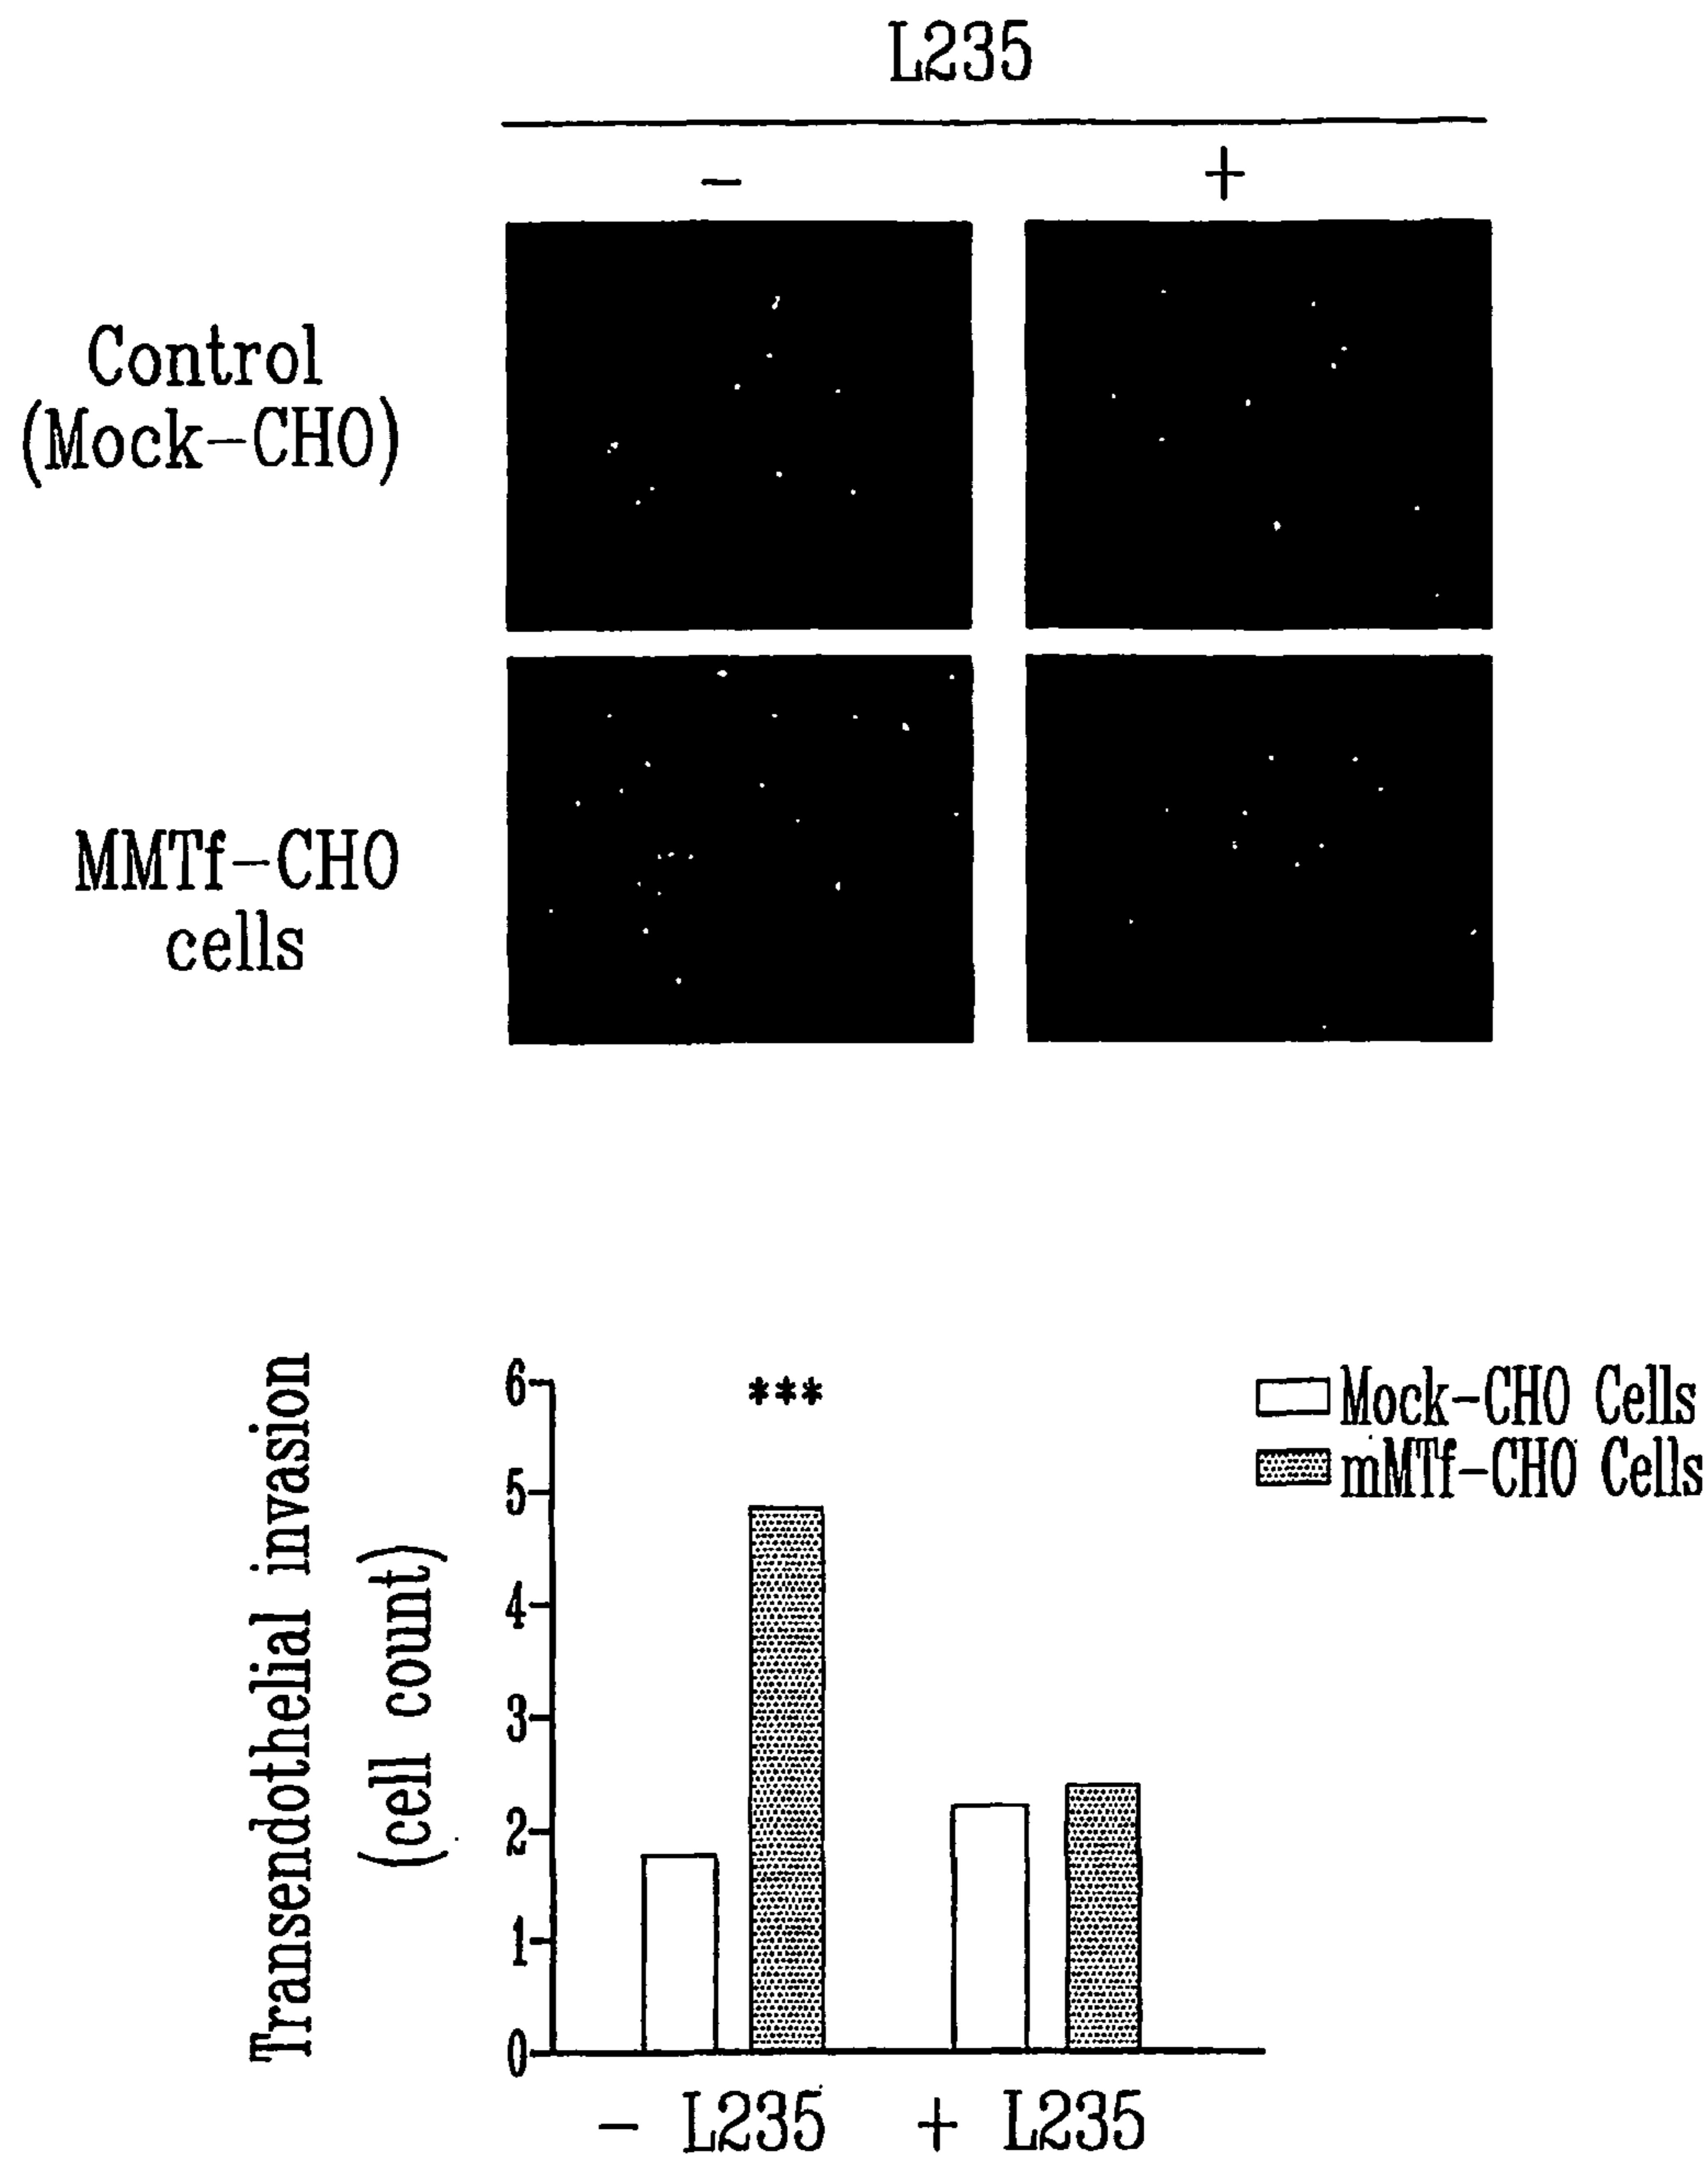 L235
− +
Control
(Mock−CHO)
MMTf−CHO
cells
Transendothelial invasion
(cell count)
6
5
4
3
2
1
0
***
Mock−CHO Cells
mMTf−CHO Cells
− L235 + L235